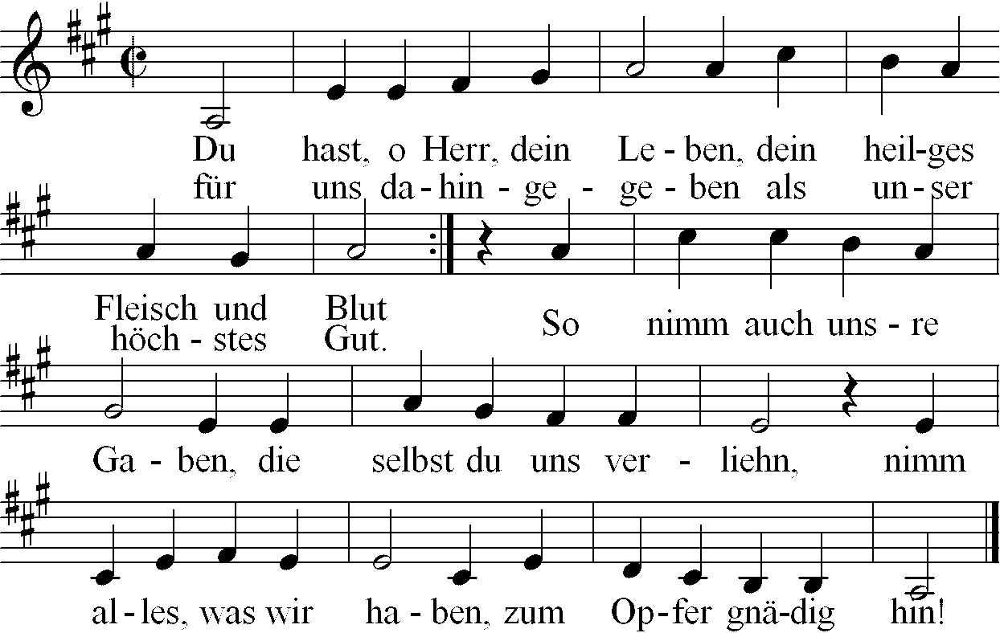 Du hast, o Herr, dein Le - ben, dein heil-ges
für uns da-hin - ge - ge - ben als un-ser
Fleisch und Blut So nimm auch uns - re
höch - stes Gut.
Ga - ben, die selbst du uns ver - liehn, nimm
al-les, was wir ha - ben, zum Op-fer gnä-dig hin!